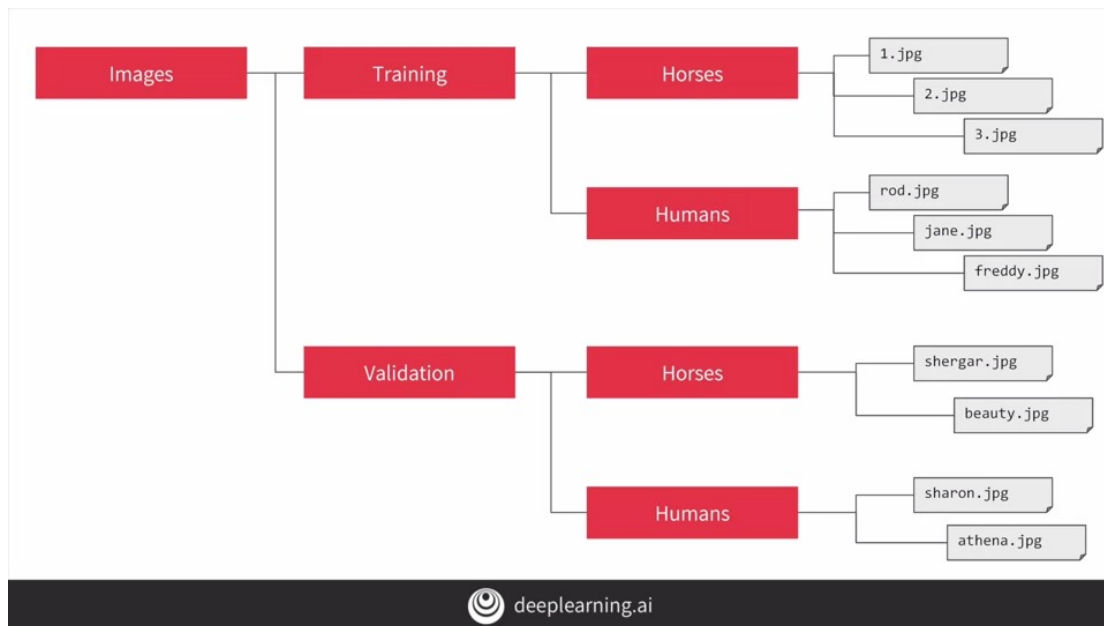 Images
Training
Horses
1.jpg
2.jpg
3.jpg
Humans
rod.jpg
jane.jpg
freddy.jpg
Validation
Horses
shergar.jpg
beauty.jpg
Humans
sharon.jpg
athena.jpg
deeplearning.ai